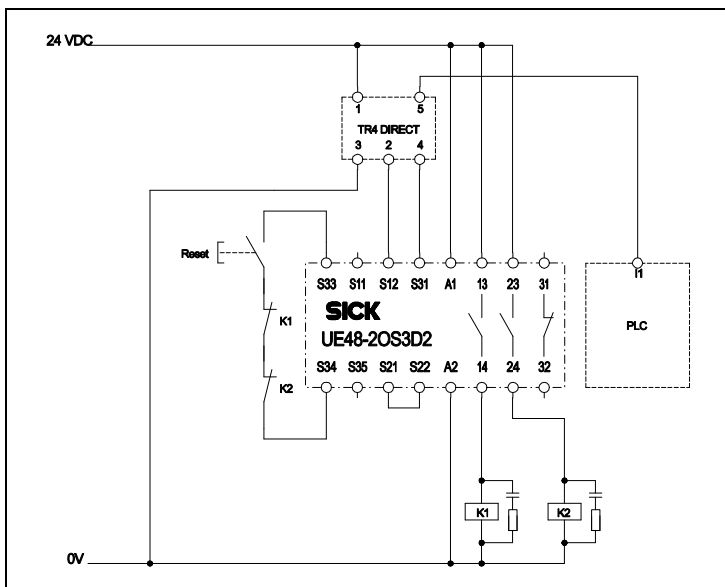 24 VDC
1 5
TR4 DIRECT
3 2 4
Reset
S33 S11 S12 S31 A1 13 23 31
I1
SICK
K1
UE48-2OS3D2
PLC
S34 S35 S21 S22 A2 14 24 32
K2
K1 K2
0V